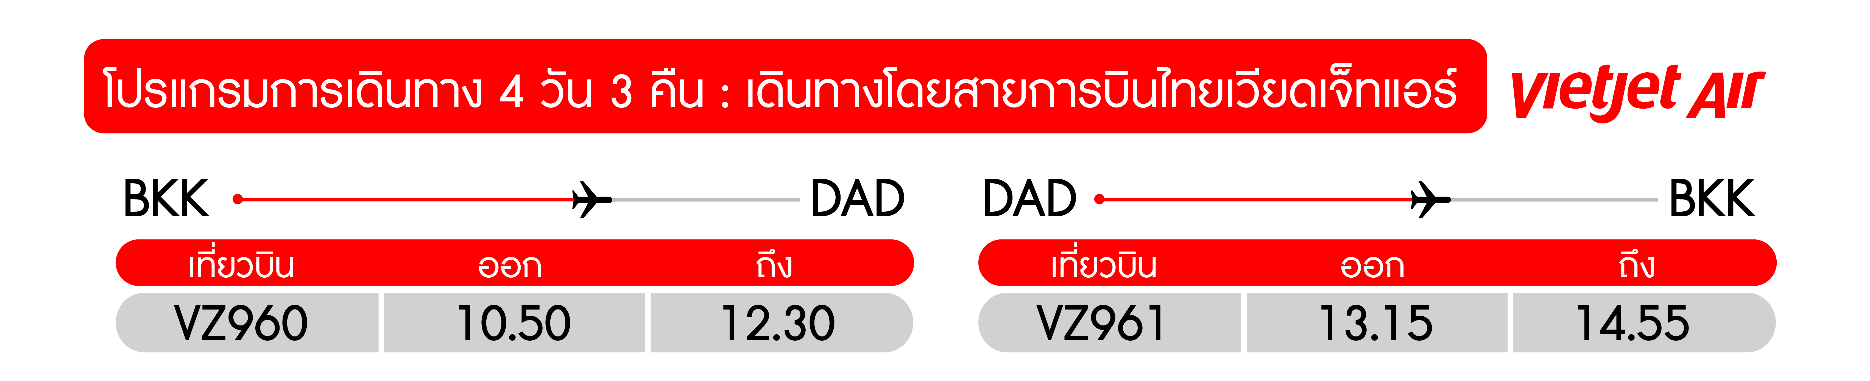 โปรแกรมการเดินทาง 4 วัน 3 คืน : เดินทางโดยสายการบินไทยเวียดเจ็ทแอร์ vietjet Air
BKK DAD DAD BKK
เที่ยวบิน ออก ถึง เที่ยวบิน ออก ถึง
VZ960 10.50 12.30 VZ961 13.15 14.55